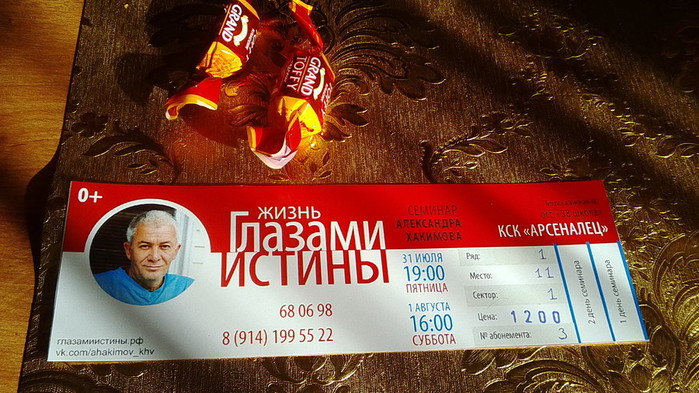 GRAND
GRAND
TOFFY
0+
ЖИЗНЬ
Глазами
ИСТИНЫ
68 06 98
8 (914) 199 55 22
глазамиистины.рф
vk.com/ahakimov_khv
СЕМИНАР
АЛЕКСАНДРА
ХАКИМОВА
31 ИЮЛЯ
19:00
ПЯТНИЦА
1 АВГУСТА
16:00
СУББОТА
КСК «АРСЕНАЛЕЦ»
Ряд: 1
Место: 11
Сектор: 1
Цена: 1200
№ абонемента: 3
2 день семинара
1 день семинара